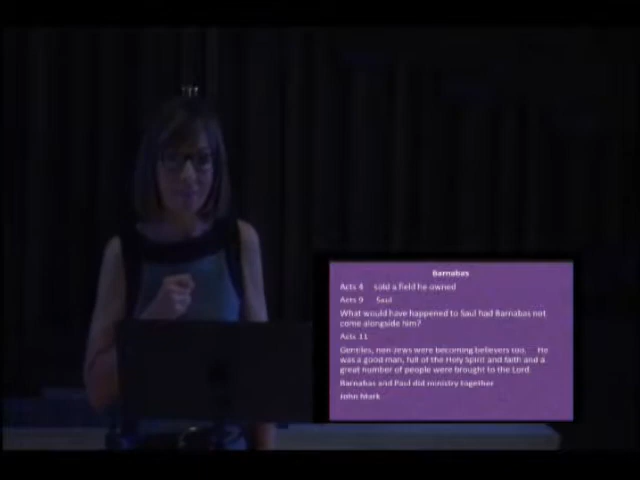 Barnabas
Acts 4 sold a field he owned
Acts 9 Saul
What would have happened to Saul had Barnabas not
come alongside him?
Acts 11
Gentiles, non-Jews were becoming believers too. He
was a good man, full of the Holy Spirit and faith and a
great number of people were brought to the Lord.
Barnabas and Paul did ministry together
John Mark